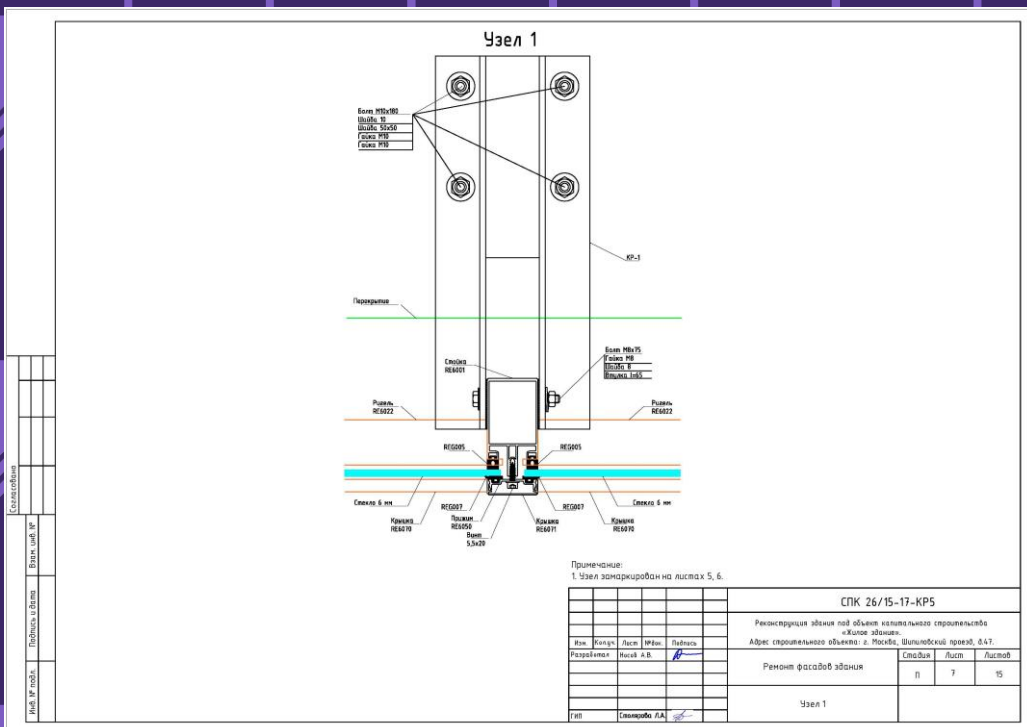 Узел 1
Болт М10х180
Шайба 10
Шайба 50х50
Гайка М10
Гайка М10
КР-1
Перекрытие
Стойка
RE6001
Болт М8х75
Гайка М8
Шайба 8
Втулка l=65
Ригель
RE6022
Ригель
RE6022
REG005
REG005
Стекло 6 мм
REG007
REG007
Стекло 6 мм
Крышка
RE6070
Прижим
RE6050
Крышка
RE6071
Крышка
RE6070
Винт
5,5х20
Примечание:
1. Узел замаркирован на листах 5, 6.
СПК 26/15-17-КР5
Реконструкция здания под объект капитального строительства
«Жилое здание».
Адрес строительного объекта: г. Москва, Шипиловский проезд, д.47.
Изм. Кол.уч. Лист №док. Подпись
Разработал Носов А.В.
Ремонт фасадов здания
Стадия Лист Листов
П 7 15
Узел 1
ГИП Столярова Л.А.
Согласовано
Взам. инв. №
Подпись и дата
Инв. № подл.